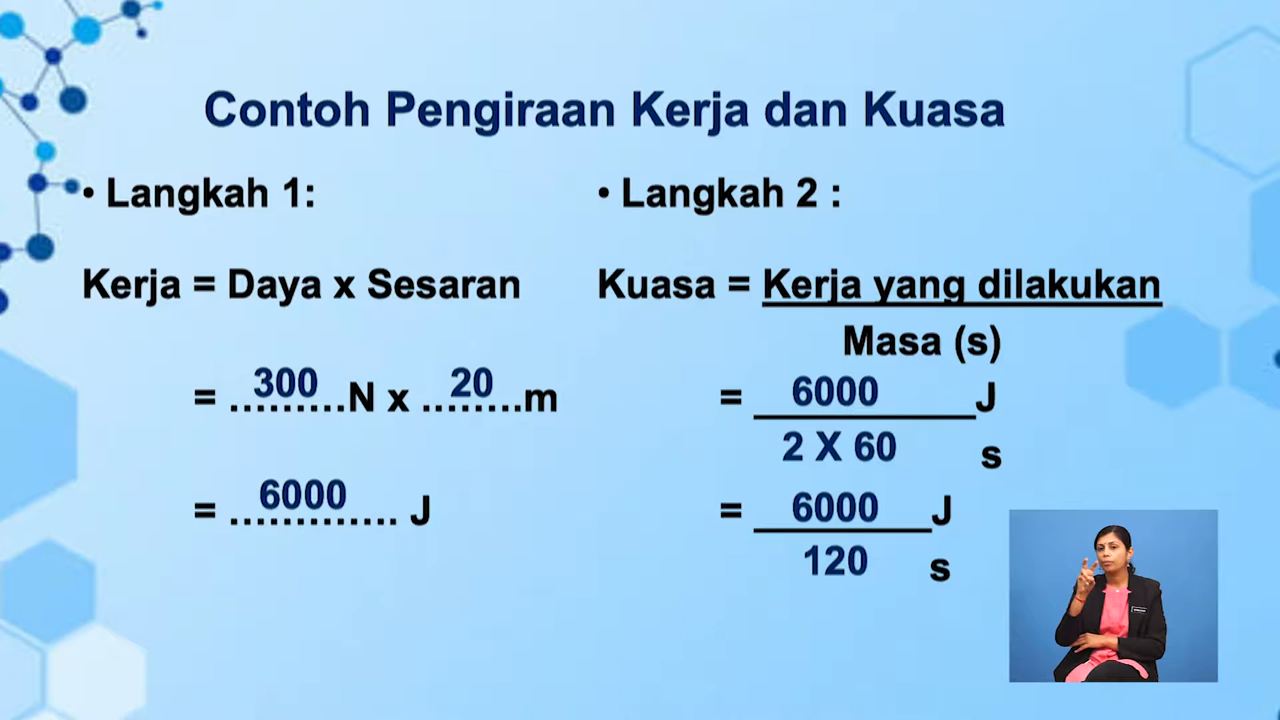 Contoh Pengiraan Kerja dan Kuasa
• Langkah 1:
Kerja = Daya x Sesaran
= .........N x ........m
300 20
= ............. J
6000
• Langkah 2 :
Kuasa = Kerja yang dilakukan
Masa (s)
= 6000 J
2 X 60 s
= 6000 J
120 s